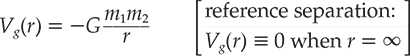 V_g(r) = −G m₁m₂/r
[reference separation:
V_g(r) ≡ 0 when r = ∞]